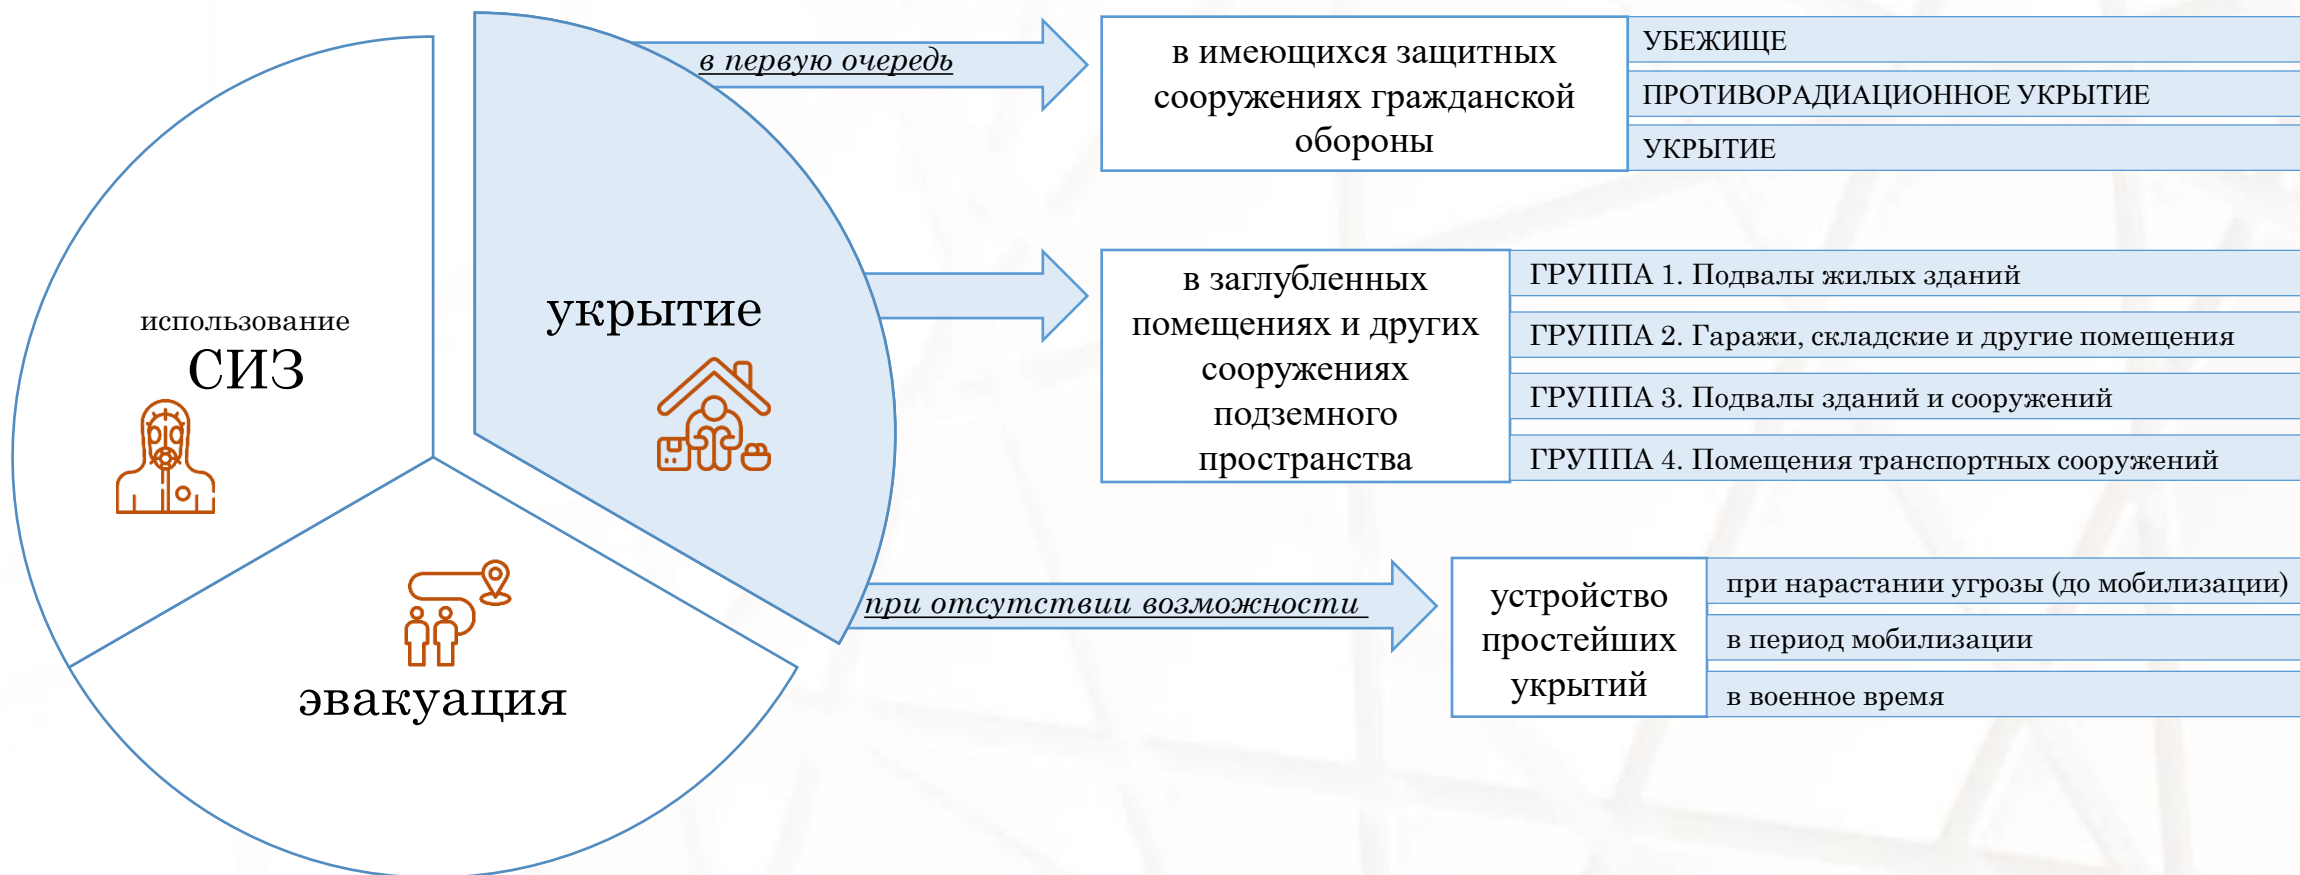 использование
СИЗ
укрытие
эвакуация
в первую очередь
в имеющихся защитных
сооружениях гражданской
обороны
УБЕЖИЩЕ
ПРОТИВОРАДИАЦИОННОЕ УКРЫТИЕ
УКРЫТИЕ
в заглубленных
помещениях и других
сооружениях
подземного
пространства
ГРУППА 1. Подвалы жилых зданий
ГРУППА 2. Гаражи, складские и другие помещения
ГРУППА 3. Подвалы зданий и сооружений
ГРУППА 4. Помещения транспортных сооружений
при отсутствии возможности
устройство
простейших
укрытий
при нарастании угрозы (до мобилизации)
в период мобилизации
в военное время